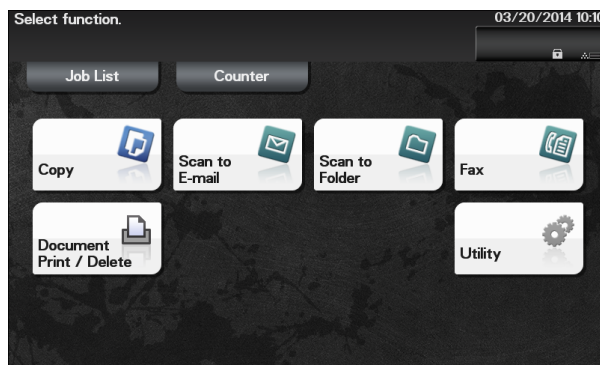 Select function.
03/20/2014 10:10
Job List
Counter
Copy
Scan to
E-mail
Scan to
Folder
Fax
Document
Print / Delete
Utility